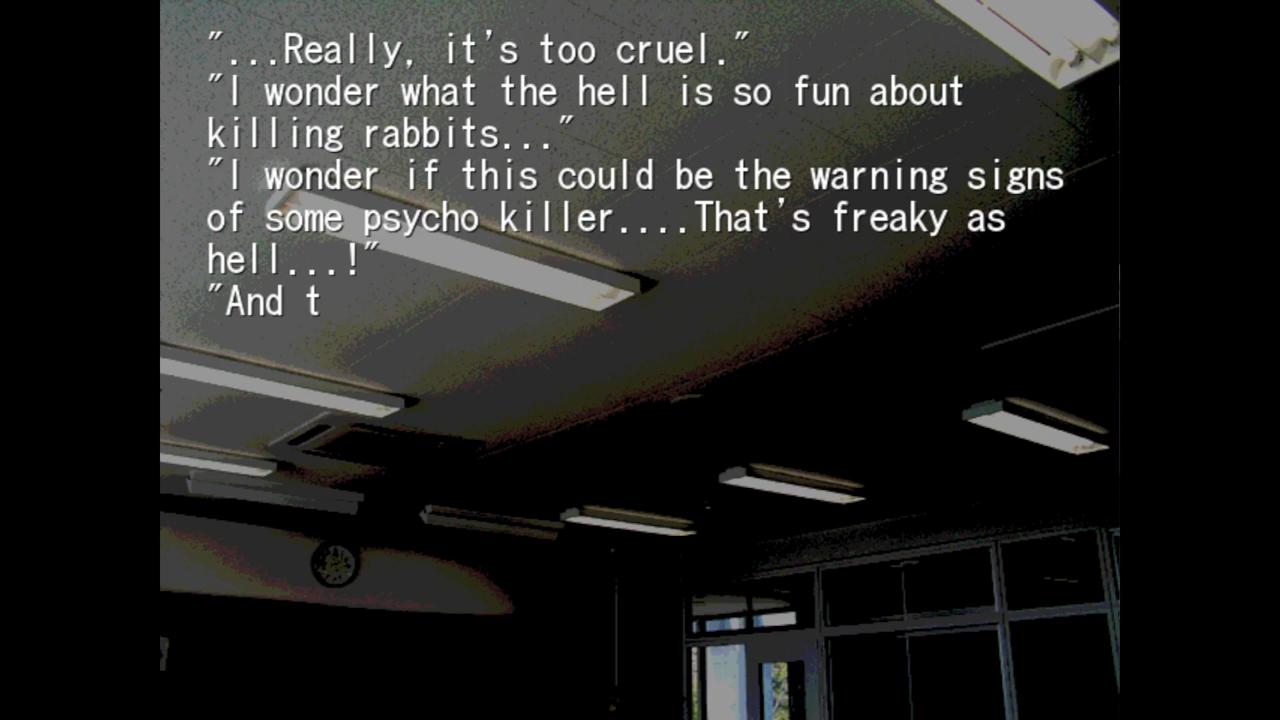 "...Really, it's too cruel."
"I wonder what the hell is so fun about
killing rabbits..."
"I wonder if this could be the warning signs
of some psycho killer....That's freaky as
hell...!"
"And t